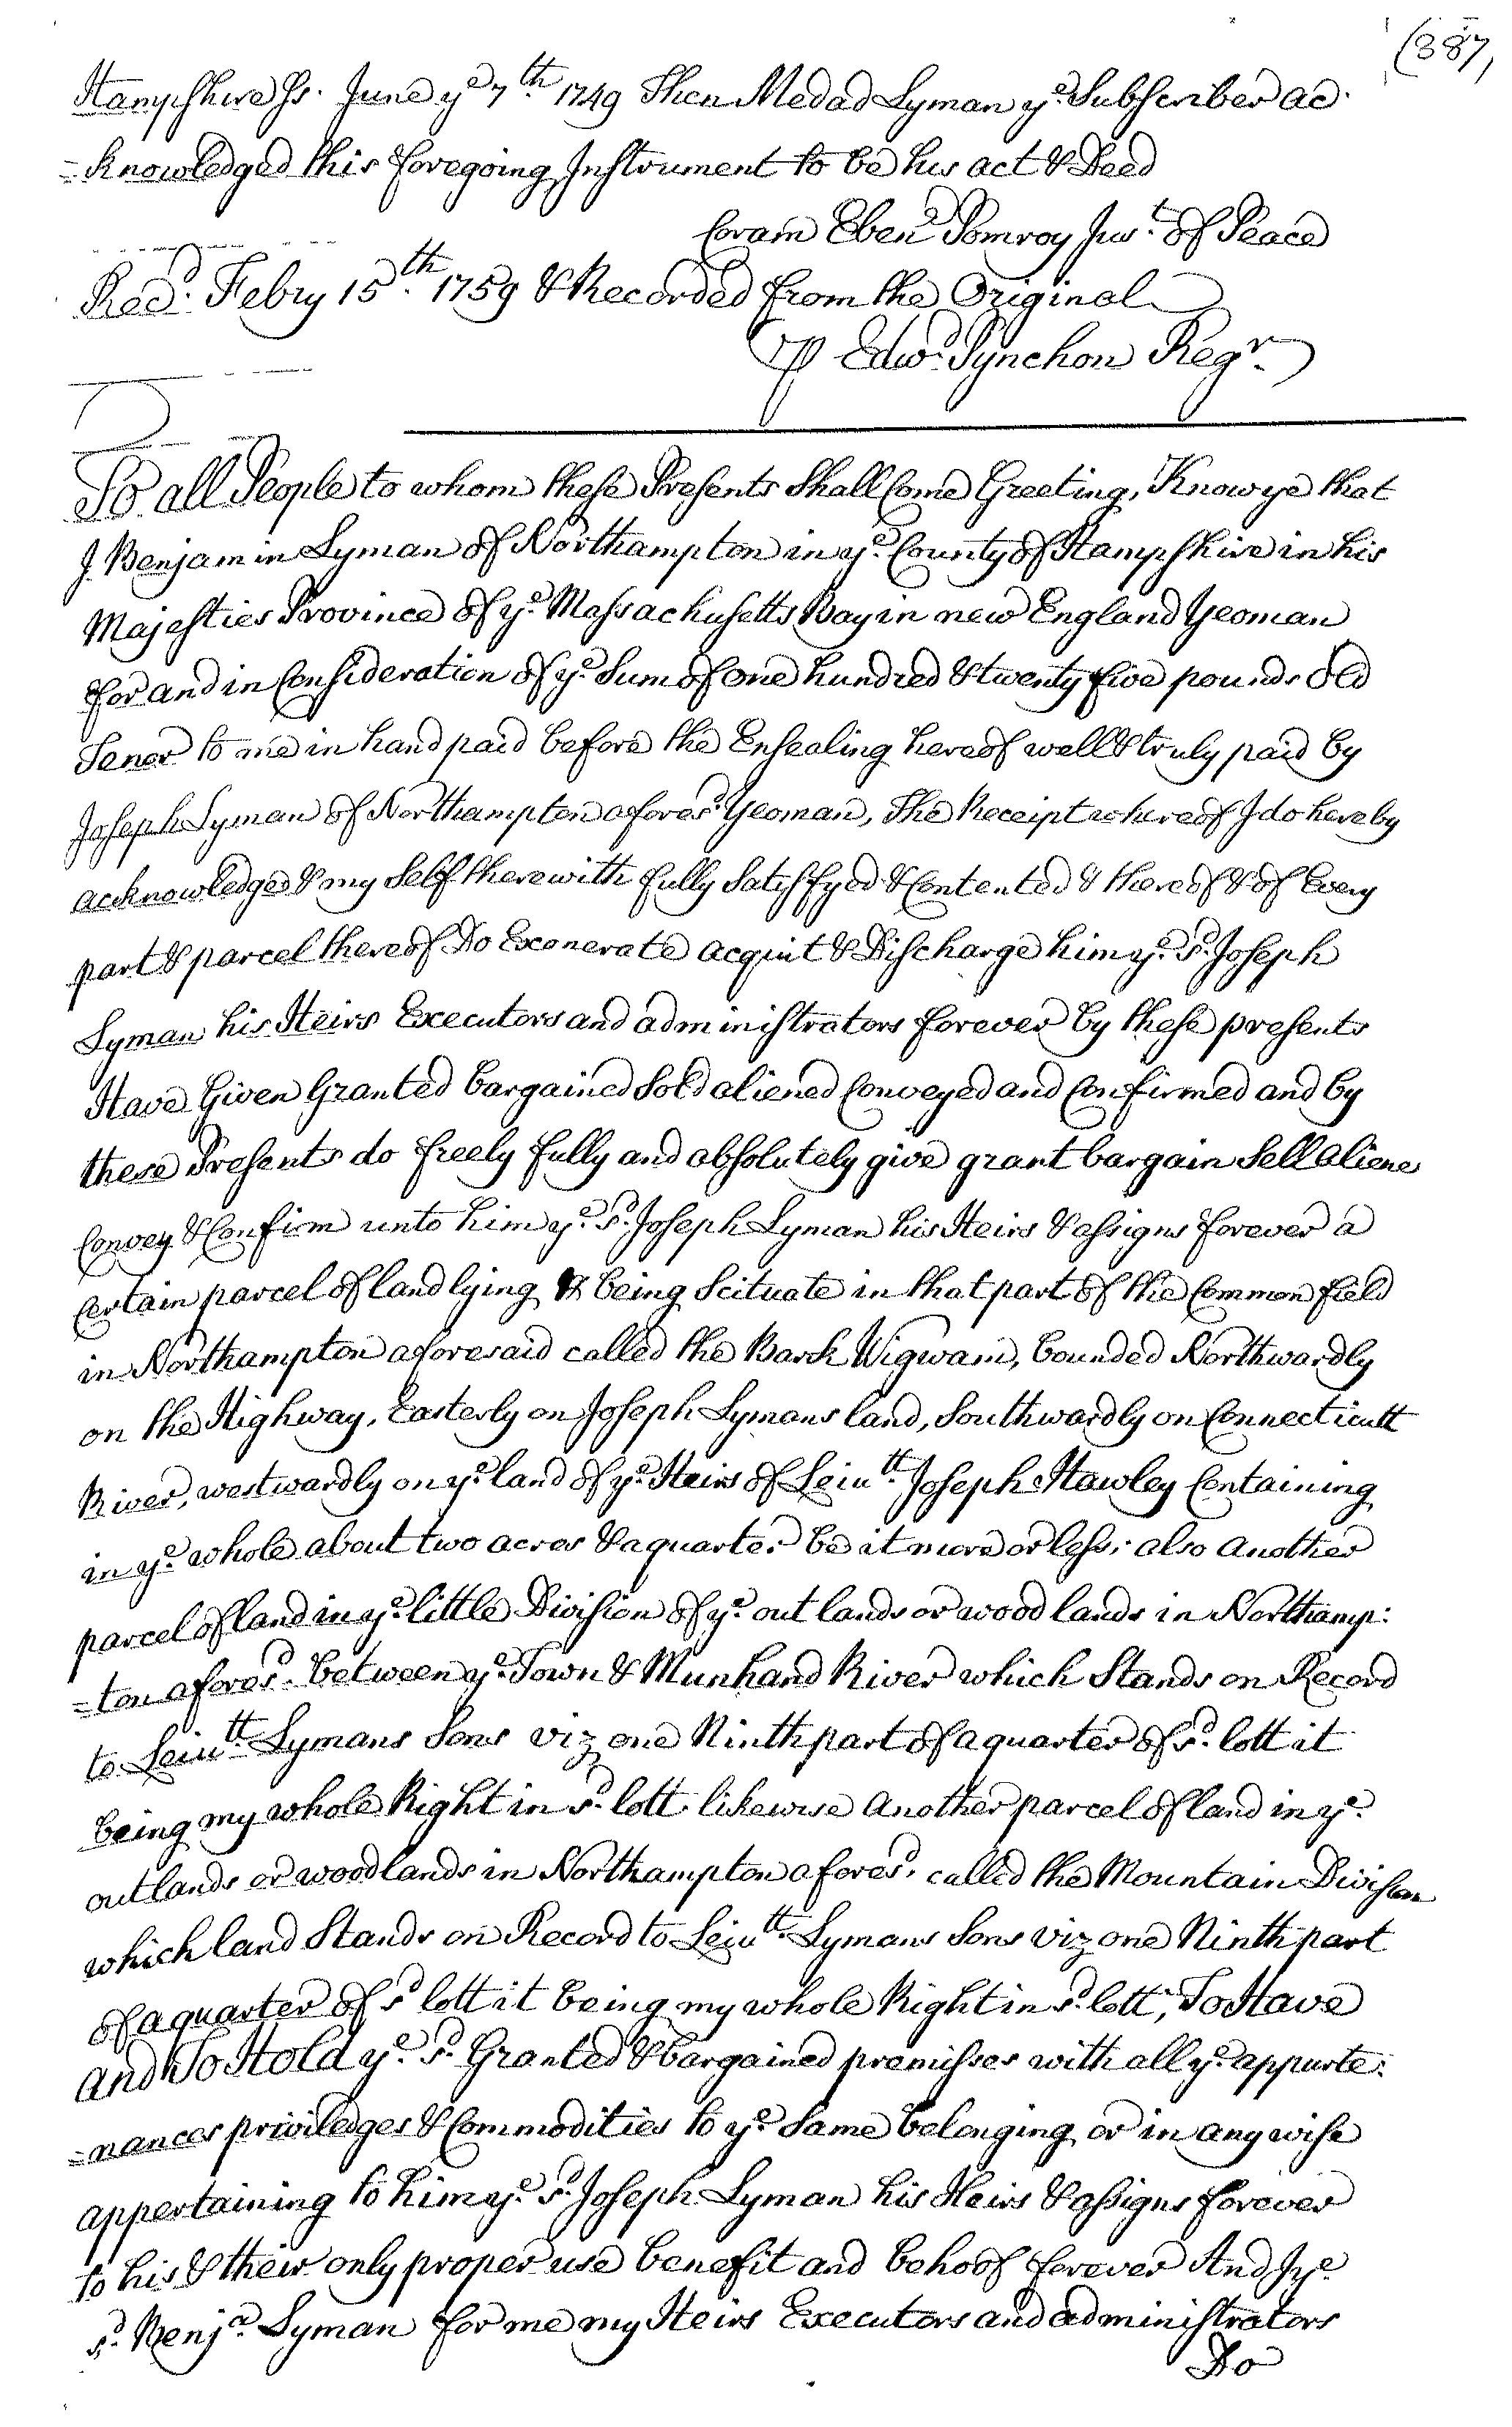 (387)
Hampshire Ss. June ye 7th 1749 Then Medad Lyman ye Subscriber ac-
=knowledged this foregoing Instrument to be his act & Deed
Coram Ebenr Pomroy Just. of Peace
Recd. Febry 15th. 1759 & Recorded from the Original
P Edwd. Pynchon Regr.
To all People to whom these Presents Shall Come Greeting, Know ye that
I Benjamin Lyman of Northampton in ye. County of Hampshire in his
Majesties Province of ye. Massachusetts Bay in new England Yeoman
for and in Consideration of ye. Sum of one hundred & twenty five pounds old
Tenor to me in hand paid before the Ensealing hereof well & truly paid by
Joseph Lyman of Northampton aforesd. Yeoman, The Receipt whereof I do hereby
acknowledge & my Self therewith fully Satysfyed & Contented & thereof & of Every
part & parcel thereof Do Exonerate acquit & Discharge him ye. sd. Joseph
Lyman his Heirs Executors and administrators forever by these presents
Have Given Granted bargained Sold aliened Conveyed and Confirmed and by
these Presents do freely fully and absolutely give grant bargain Sell aliene
Convey & Confirm unto him ye. sd. Joseph Lyman his Heirs & assigns forever a
Certain parcel of land lying & being Scituate in that part of the Common field
in Northampton aforesaid called the Barck Wigwam, bounded Northwardly
on the Highway, Easterly on Joseph Lymans land, Southwardly on Connecticutt
River, westwardly on ye. land of ye. Heirs of Leiutt. Joseph Hawley Containing
in ye. whole about two acres & a quarter be it more or less; also another
parcel of land in ye. little Division of ye. out lands or wood lands in Northamp:
=ton aforesd. between ye. Town & Munhand River which Stands on Record
to Leiutt. Lymans Sons viz one Ninth part of a quarter of sd. lott it
being my whole Right in sd. lott. likewise another parcel of land in ye.
outlands or woodlands in Northampton aforesd. called the Mountain Division
which land Stands on Record to Leiutt. Lymans Sons viz one Ninth part
of a quarter of sd lott it being my whole Right in sd. lott, To Have
and To Hold ye. sd. Granted & bargained premisses with all ye. appurte:
=nances priviledges & Commodities to ye. Same belonging or in any wise
appertaining to him ye. sd. Joseph Lyman his Heirs & assigns forever
to his & their only proper use benefit and behoof forever And I ye.
sd. Benja. Lyman for me my Heirs Executors and administrators
Do